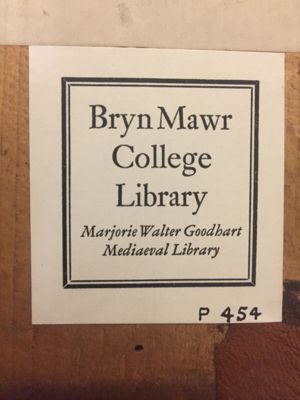 Bryn Mawr
College
Library
Marjorie Walter Goodhart
Mediaeval Library
P 454